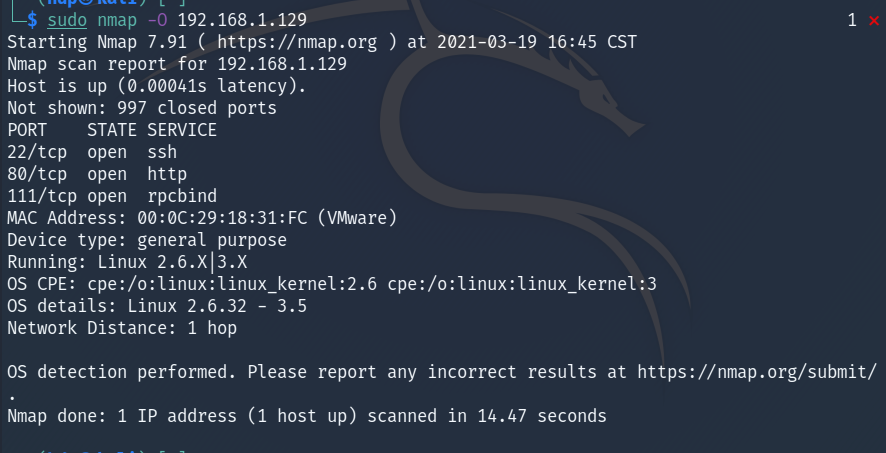 └─$ sudo nmap -O 192.168.1.129 1 ⨯
Starting Nmap 7.91 ( https://nmap.org ) at 2021-03-19 16:45 CST
Nmap scan report for 192.168.1.129
Host is up (0.00041s latency).
Not shown: 997 closed ports
PORT    STATE SERVICE
22/tcp  open  ssh
80/tcp  open  http
111/tcp open  rpcbind
MAC Address: 00:0C:29:18:31:FC (VMware)
Device type: general purpose
Running: Linux 2.6.X|3.X
OS CPE: cpe:/o:linux:linux_kernel:2.6 cpe:/o:linux:linux_kernel:3
OS details: Linux 2.6.32 - 3.5
Network Distance: 1 hop
OS detection performed. Please report any incorrect results at https://nmap.org/submit/
.
Nmap done: 1 IP address (1 host up) scanned in 14.47 seconds